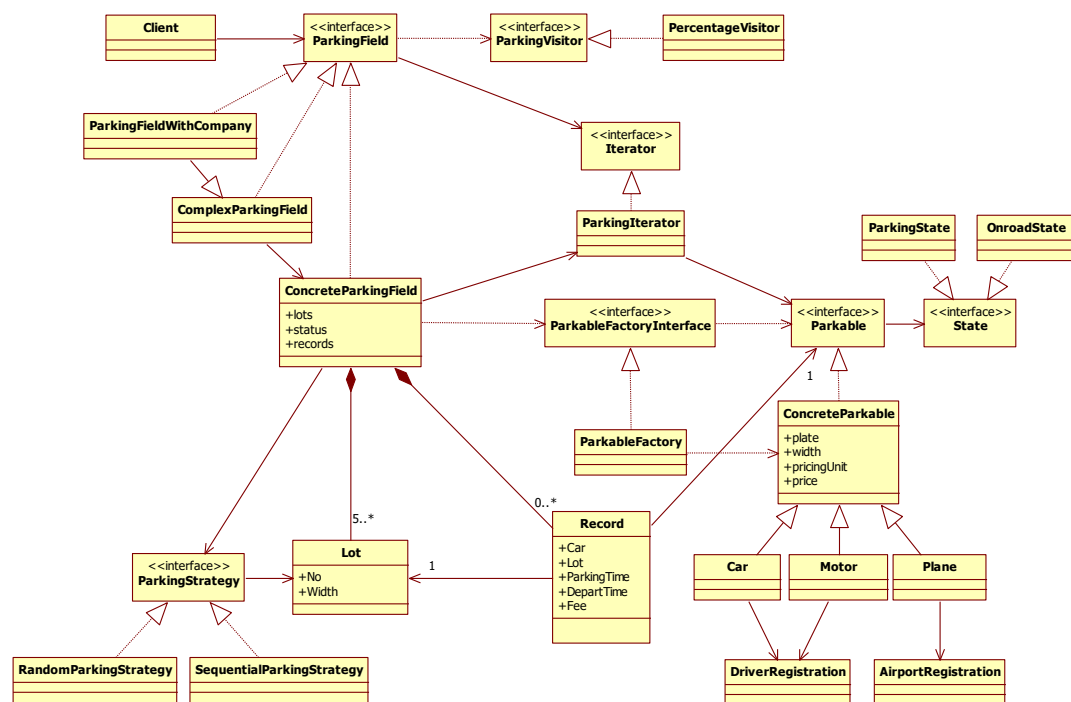 Client
<<interface>>
ParkingField
<<interface>>
ParkingVisitor
PercentageVisitor
ParkingFieldWithCompany
<<interface>>
Iterator
ComplexParkingField
ParkingIterator
ParkingState
OnroadState
ConcreteParkingField
+lots
+status
+records
<<interface>>
ParkableFactoryInterface
<<interface>>
Parkable
<<interface>>
State
1
ConcreteParkable
+plate
+width
+pricingUnit
+price
ParkableFactory
5..*
0..*
<<interface>>
ParkingStrategy
Lot
+No
+Width
1
Record
+Car
+Lot
+ParkingTime
+DepartTime
+Fee
Car
Motor
Plane
RandomParkingStrategy
SequentialParkingStrategy
DriverRegistration
AirportRegistration